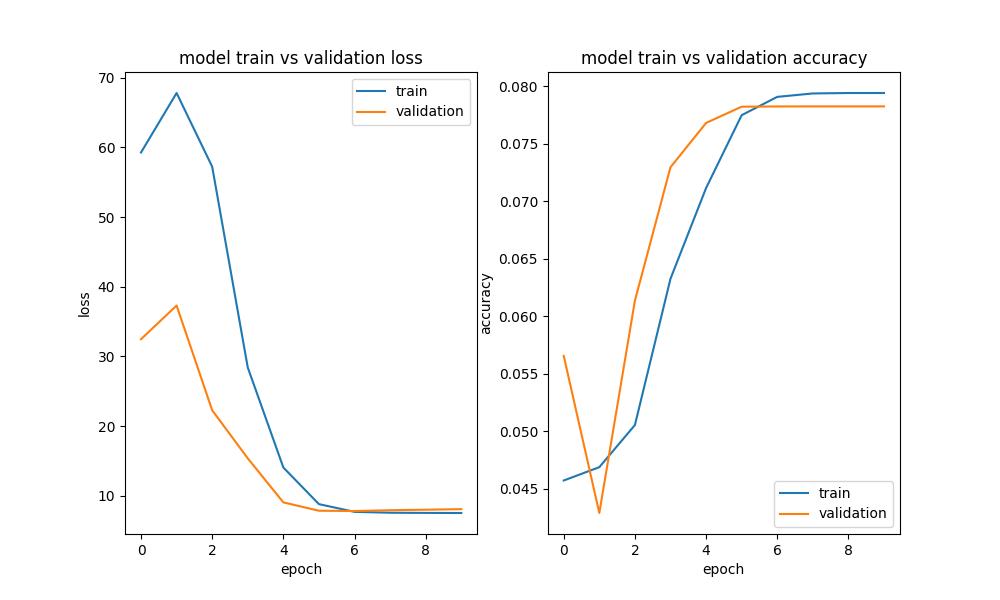 model train vs validation loss
70
60
50
40
30
20
10
loss
0 2 4 6 8
epoch
train
validation
model train vs validation accuracy
0.080
0.075
0.070
0.065
0.060
0.055
0.050
0.045
accuracy
0 2 4 6 8
epoch
train
validation